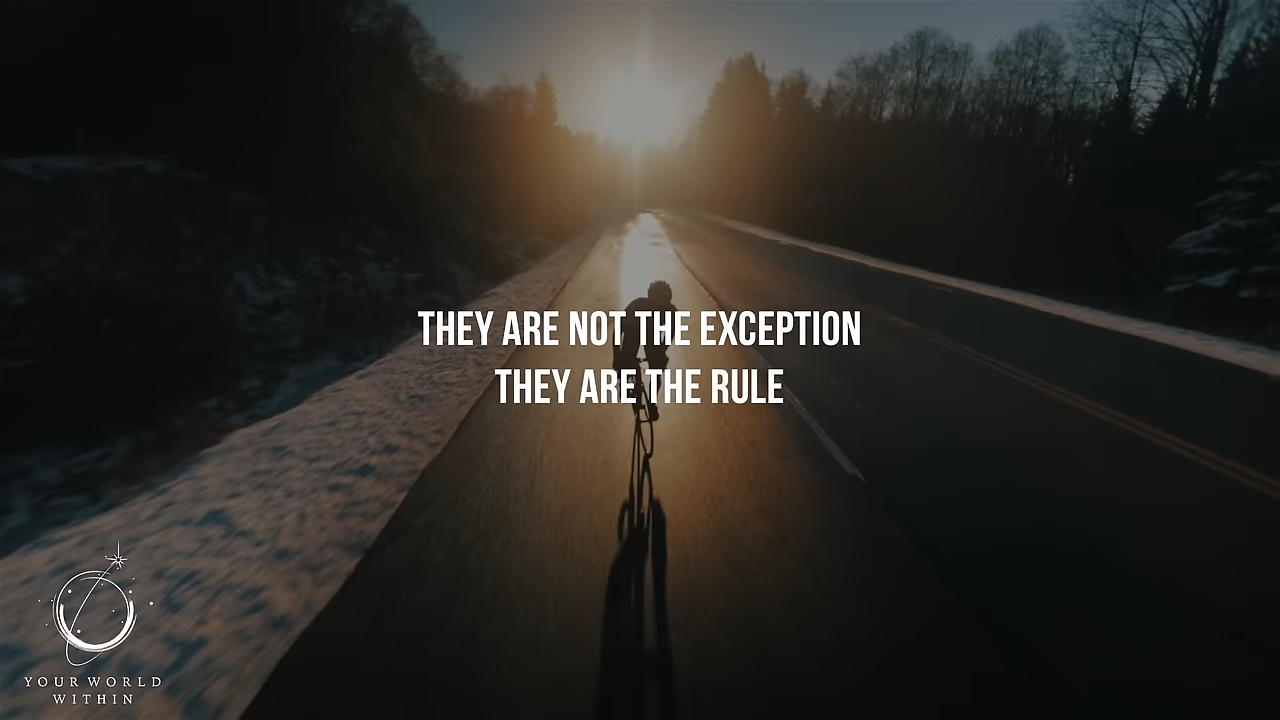 THEY ARE NOT THE EXCEPTION
THEY ARE THE RULE
YOUR WORLD
WITHIN